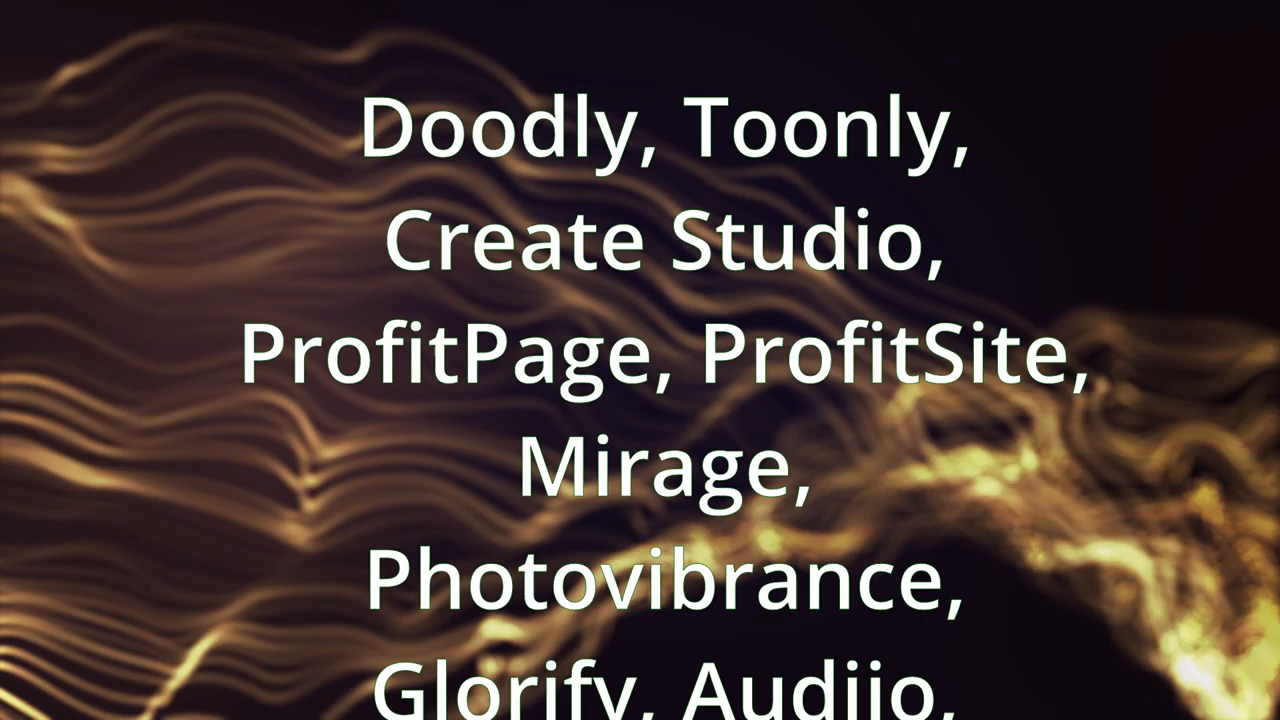 Doodly, Toonly,
Create Studio,
ProfitPage, ProfitSite,
Mirage,
Photovibrance,
Glorify, Audiio,